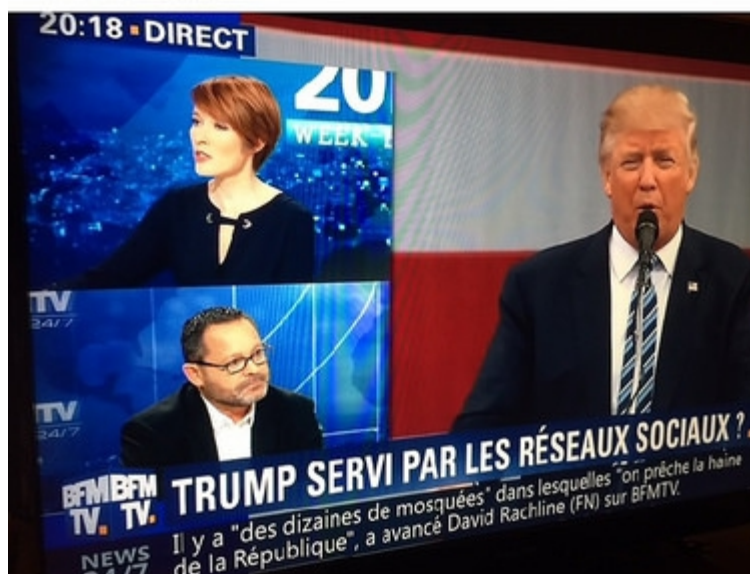 20:18 ▪ DIRECT
20
WEEK-E
TV
24/7
TV
24/7
BFM BFM
TV. TV.
TRUMP SERVI PAR LES RÉSEAUX SOCIAUX ?
NEWS
24/7
Il y a "des dizaines de mosquées" dans lesquelles "on prêche la haine
de la République", a avancé David Rachline (FN) sur BFMTV.